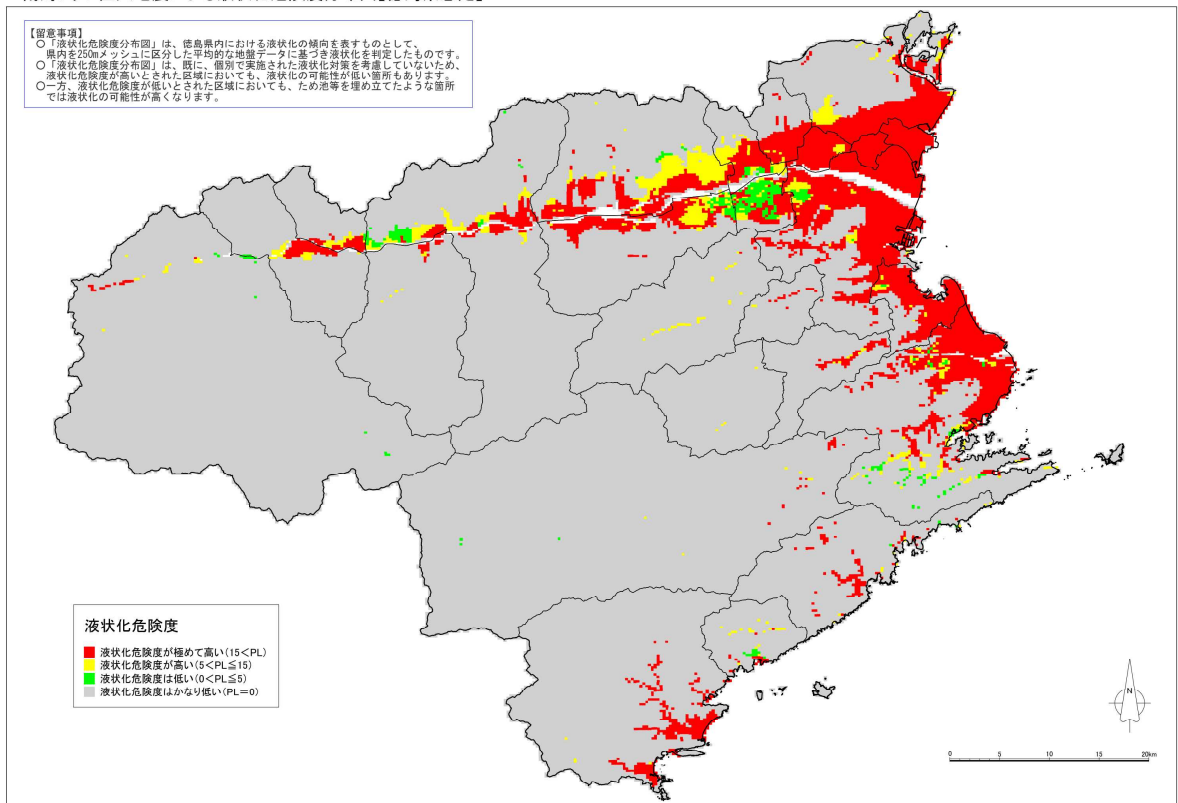 【留意事項】
○「液状化危険度分布図」は、徳島県内における液状化の傾向を表すものとして、
県内を250mメッシュに区分した平均的な地盤データに基づき液状化を判定したものです。
○「液状化危険度分布図」は、既に、個別で実施された液状化対策を考慮していないため、
液状化危険度が高いとされた区域においても、液状化の可能性が低い箇所もあります。
○一方、液状化危険度が低いとされた区域においても、ため池等を埋め立てたような箇所
では液状化の可能性が高くなります。
液状化危険度
液状化危険度が極めて高い(15<PL)
液状化危険度が高い(5<PL≦15)
液状化危険度は低い(0<PL≦5)
液状化危険度はかなり低い(PL=0)
N
0 5 10 15 20km